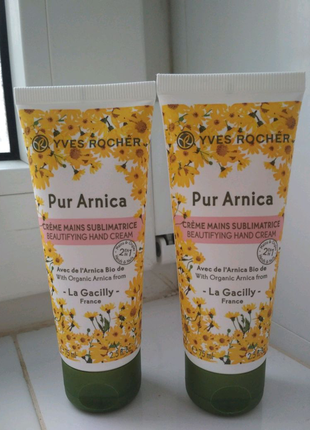 YVES ROCHER
Pur Arnica
CRÈME MAINS SUBLIMATRICE
BEAUTIFYING HAND CREAM
Avec de l'Arnica Bio de
With Organic Arnica from
- La Gacilly -
France
YVES ROCHER
Pur Arnica
CRÈME MAINS SUBLIMATRICE
BEAUTIFYING HAND CREAM
Avec de l'Arnica Bio de
With Organic Arnica from
- La Gacilly -
France